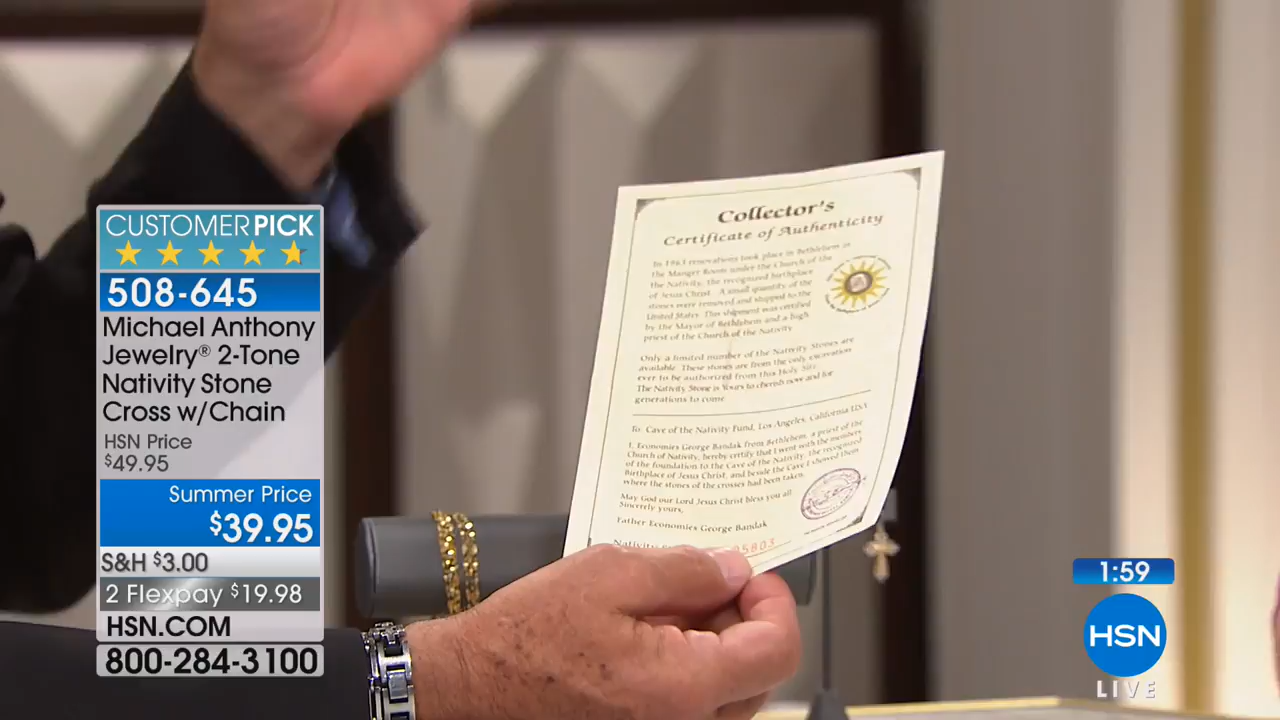 CUSTOMER PICK
508-645
Michael Anthony
Jewelry® 2-Tone
Nativity Stone
Cross w/Chain
HSN Price
$49.95
Summer Price
$39.95
S&H $3.00
2 Flexpay $19.98
HSN.COM
800-284-3100
Collector's
Certificate of Authenticity
In 1963 renovations took place in Bethlehem in
the Manger Room under the Church of the
the Nativity, the recognized birthplace
of Jesus Christ. A small quantity of the
stones were removed and shipped to the
United States. This shipment was certified
by the Mayor of Bethlehem and a high
priest of the Church of the Nativity.
Only a limited number of the Nativity Stones are
available. These stones are from the only excavation
ever to be authorized from this Holy Site.
The Nativity Stone is Yours to cherish now and for
generations to come.
To: Cave of the Nativity Fund, Los Angeles, California USA
I, Economies George Bandak from Bethlehem, a priest of the
Church of Nativity, hereby certify that I went with the members
of the foundation to the Cave of the Nativity, the recognized
Birthplace of Jesus Christ, and beside the Cave I showed them
where the stones of the crosses had been taken.
May God our Lord Jesus Christ bless you all
Sincerely yours,
Father Economies George Bandak
Nativity
95803
1:59
HSN
LIVE